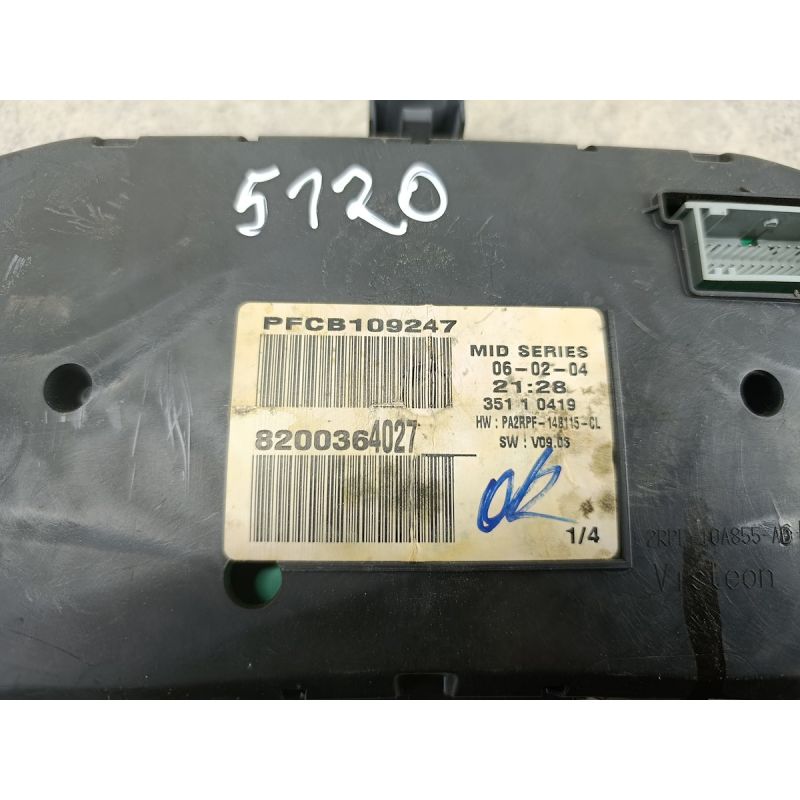 5120
PFCB109247
MID SERIES
06-02-04
21:28
351 1 0419
HW : PA2RPF-14B115-CL
SW : V09.03
8200364027
OK
1/4
Visteon